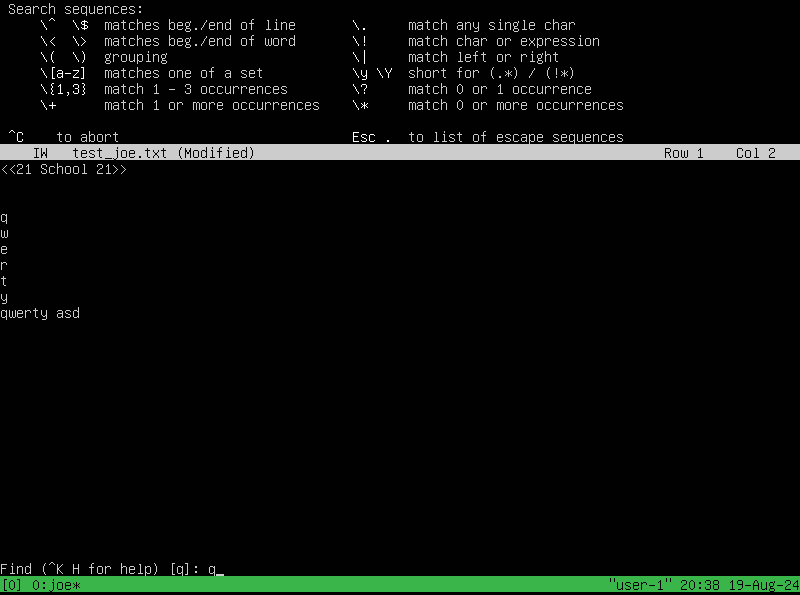 Search sequences:
\^  \$  matches beg./end of line       \.     match any single char
\<  \>  matches beg./end of word       \!     match char or expression
\(  \)  grouping                       \|     match left or right
\[a-z]  matches one of a set           \y \Y  short for (.*) / (!*)
\{1,3}  match 1 - 3 occurrences        \?     match 0 or 1 occurrence
\+      match 1 or more occurrences    \*     match 0 or more occurrences
^C    to abort                             Esc .  to list of escape sequences
IW   test_joe.txt (Modified)                                                   Row 1    Col 2
<<21 School 21>>
q
w
e
r
t
y
qwerty asd
Find (^K H for help) [q]: q_
[0] 0:joe*                                                                  "user-1" 20:38 19-Aug-24